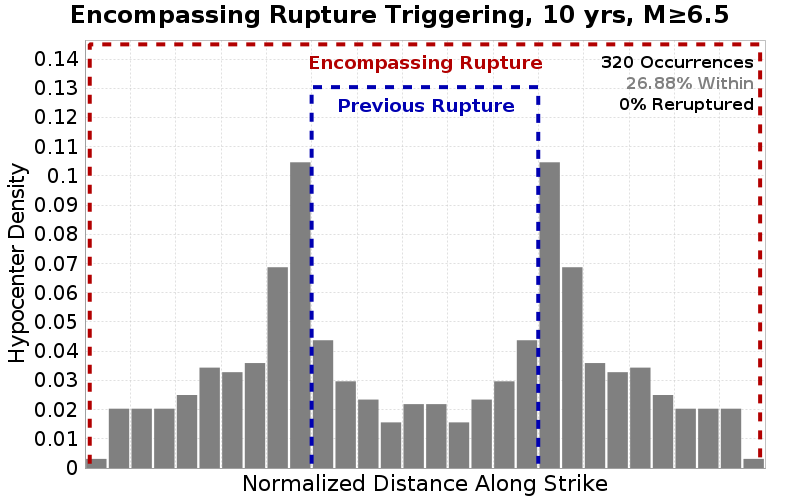 Encompassing Rupture Triggering, 10 yrs, M≥6.5
Encompassing Rupture
320 Occurrences
26.88% Within
Previous Rupture
0% Reruptured
Hypocenter Density
0.14
0.13
0.12
0.11
0.1
0.09
0.08
0.07
0.06
0.05
0.04
0.03
0.02
0.01
0
Normalized Distance Along Strike